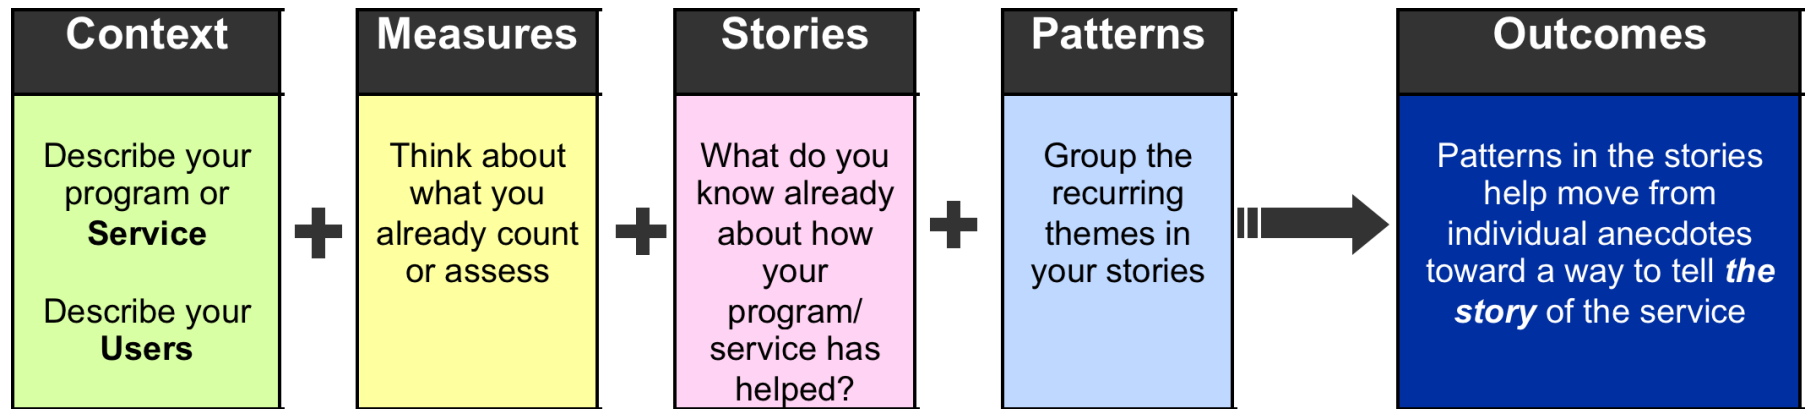 Context
Describe your
program or
Service
Describe your
Users
Measures
Think about
what you
already count
or assess
Stories
What do you
know already
about how
your
program/
service has
helped?
Patterns
Group the
recurring
themes in
your stories
Outcomes
Patterns in the stories
help move from
individual anecdotes
toward a way to tell the
story of the service